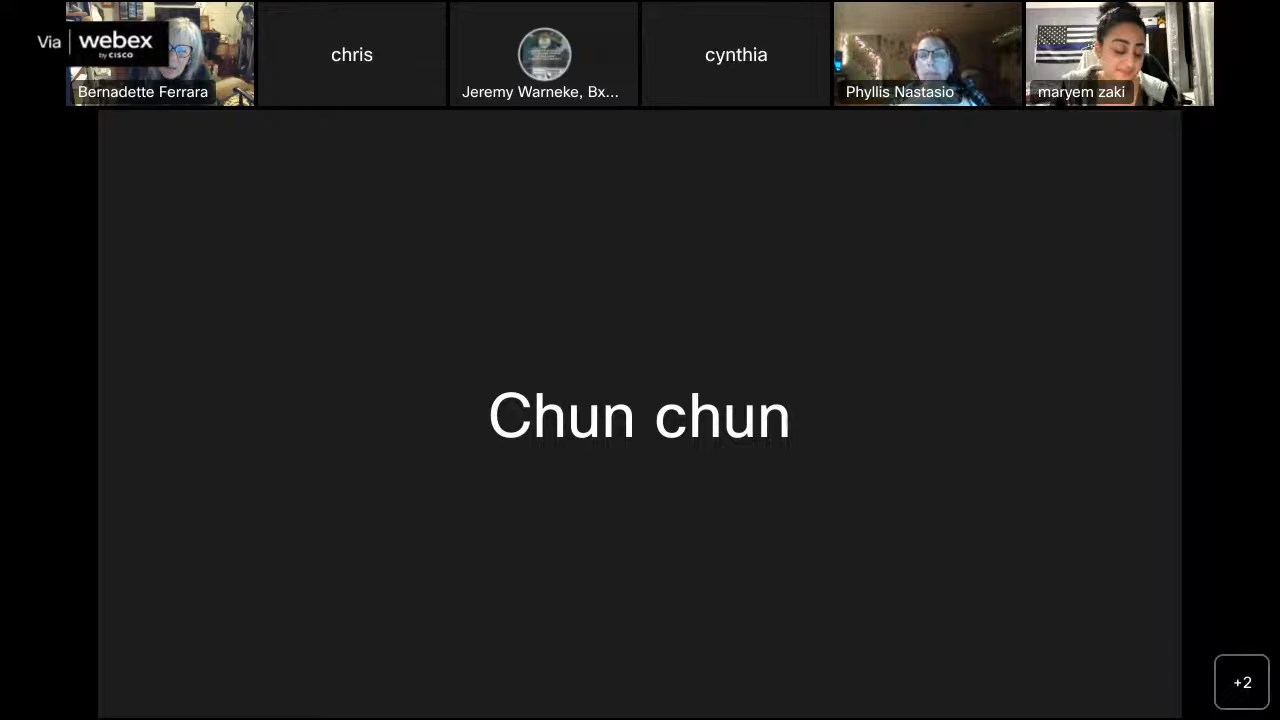 Via webex
by CISCO
Bernadette Ferrara
chris
Jeremy Warneke, Bx...
cynthia
Phyllis Nastasio
maryem zaki
Chun chun
+2